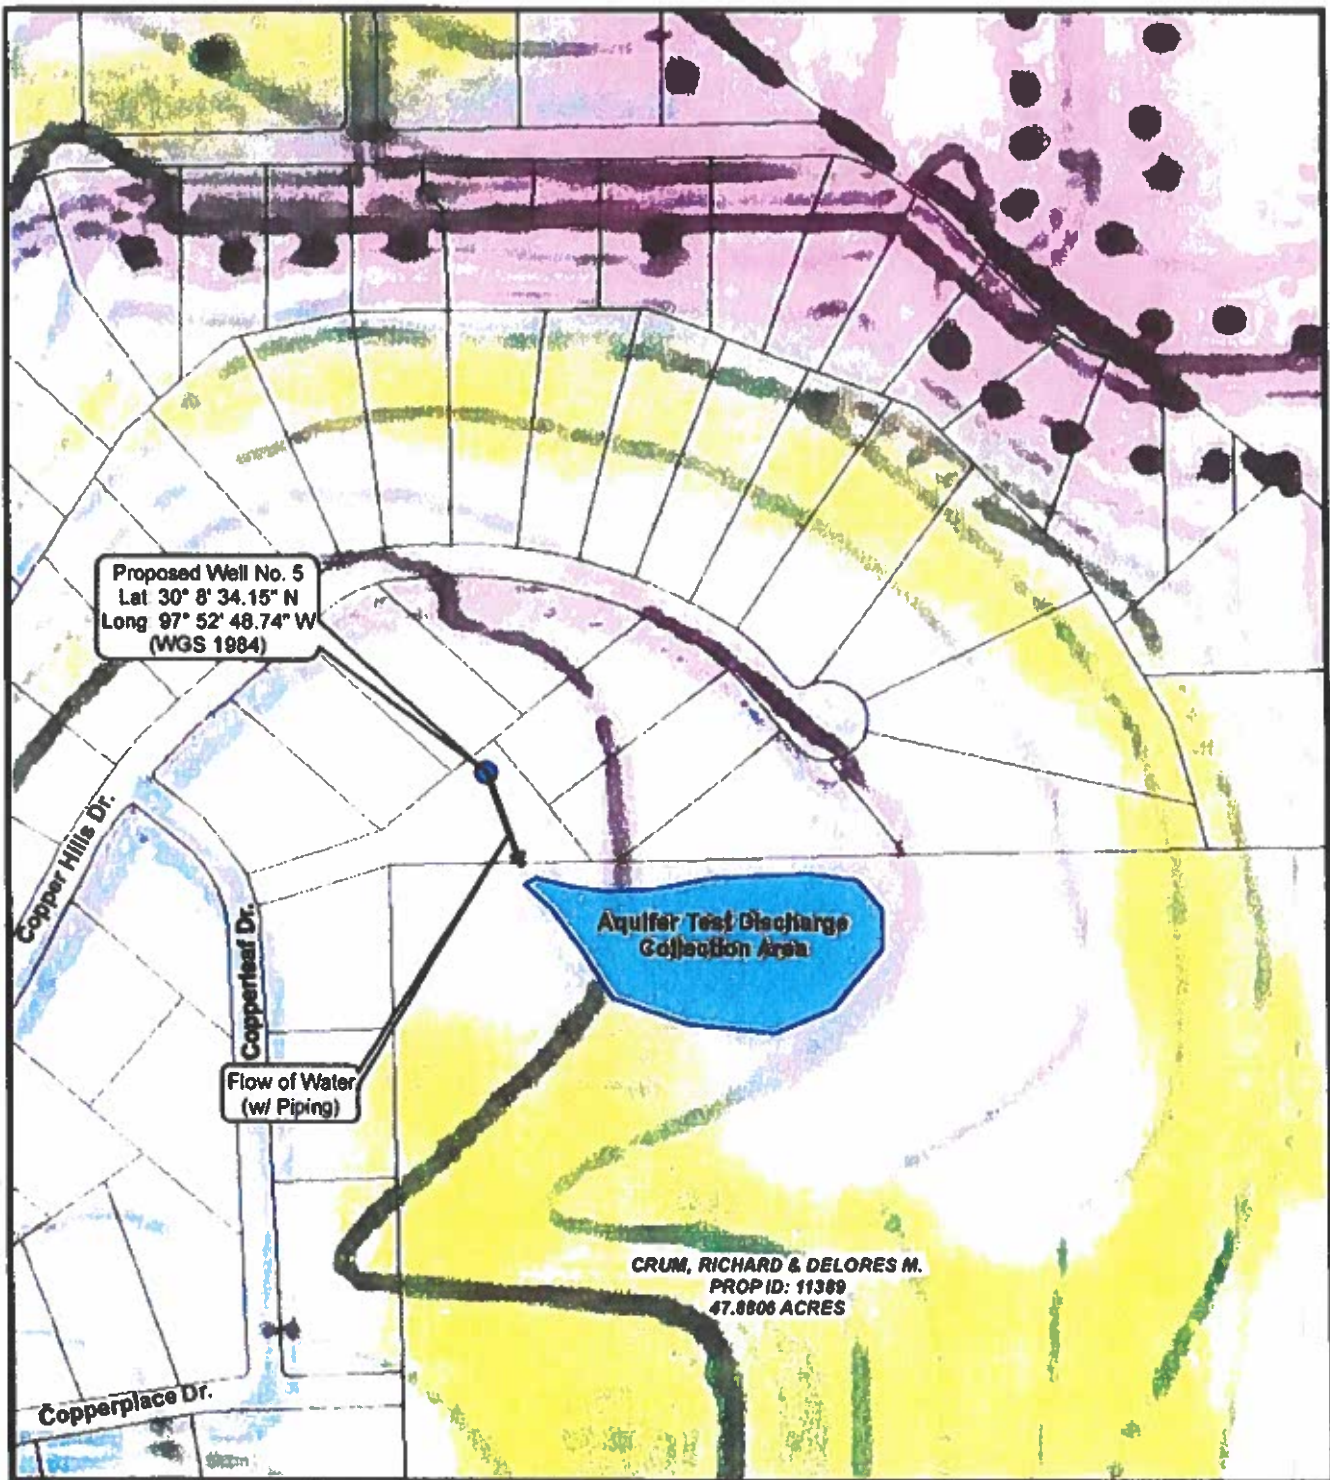 Proposed Well No. 5
Lat 30° 8' 34.15" N
Long 97° 52' 48.74" W
(WGS 1984)
Copper Hills Dr.
Copperleaf Dr.
Aquifer Test Discharge
Collection Area
Flow of Water
(w/ Piping)
CRUM, RICHARD & DELORES M.
PROP ID: 11389
47.8806 ACRES
Copperplace Dr.